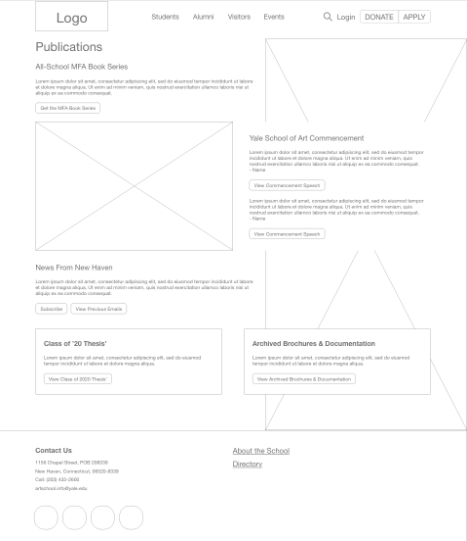 Logo
Students Alumni Visitors Events Login DONATE APPLY
Publications
All-School MFA Book Series
Lorem ipsum dolor sit amet, consectetur adipiscing elit, sed do eiusmod tempor incididunt ut labore
et dolore magna aliqua. Ut enim ad minim veniam, quis nostrud exercitation ullamco laboris nisi ut
aliquip ex ea commodo consequat.
Get the MFA Book Series
Yale School of Art Commencement
Lorem ipsum dolor sit amet, consectetur adipiscing elit, sed do eiusmod tempor
incididunt ut labore et dolore magna aliqua. Ut enim ad minim veniam, quis
nostrud exercitation ullamco laboris nisi ut aliquip ex ea commodo consequat.
- Name
View Commencement Speech
Lorem ipsum dolor sit amet, consectetur adipiscing elit, sed do eiusmod tempor
incididunt ut labore et dolore magna aliqua. Ut enim ad minim veniam, quis
nostrud exercitation ullamco laboris nisi ut aliquip ex ea commodo consequat.
- Name
View Commencement Speech
News From New Haven
Lorem ipsum dolor sit amet, consectetur adipiscing elit, sed do eiusmod tempor incididunt ut labore
et dolore magna aliqua. Ut enim ad minim veniam, quis nostrud exercitation ullamco laboris nisi ut
aliquip ex ea commodo consequat.
Subscribe View Previous Emails
Class of '20 Thesis'
Lorem ipsum dolor sit amet, consectetur adipiscing elit, sed do eiusmod
tempor incididunt ut labore et dolore magna aliqua.
View Class of 2020 Thesis'
Archived Brochures & Documentation
Lorem ipsum dolor sit amet, consectetur adipiscing elit, sed do eiusmod
tempor incididunt ut labore et dolore magna aliqua.
View Archived Brochures & Documentation
Contact Us
1156 Chapel Street, POB
New Haven, Connecticut,
Call: (203)
artschool.info@yale.edu
About the School
Directory